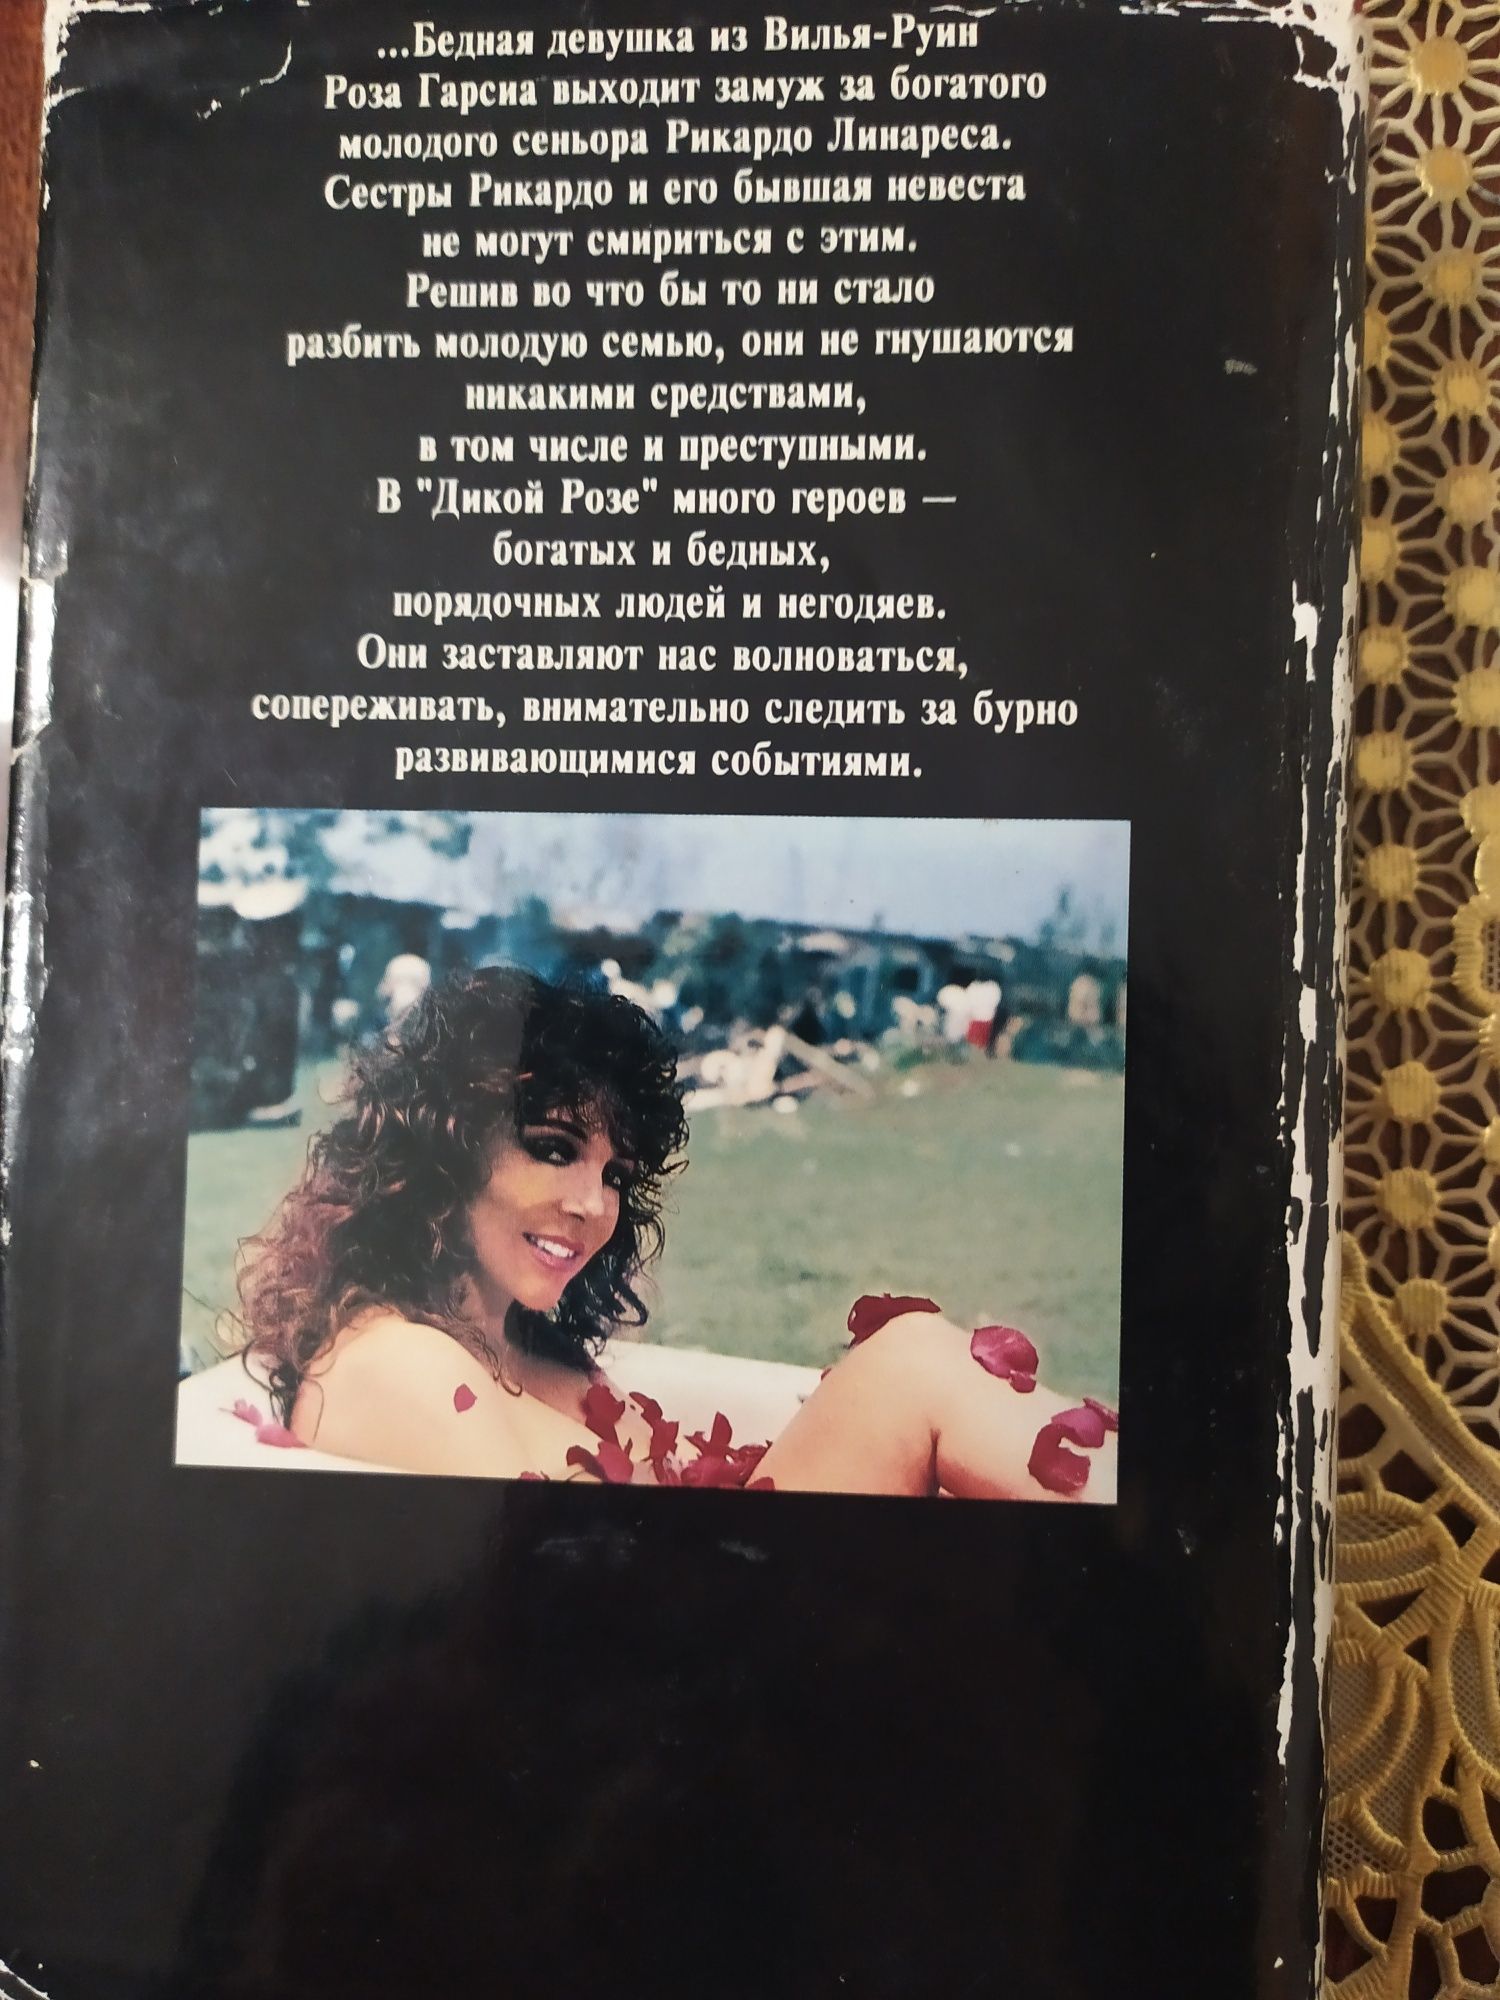 ...Бедная девушка из Вилья-Руин
Роза Гарсиа выходит замуж за богатого
молодого сеньора Рикардо Линареса.
Сестры Рикардо и его бывшая невеста
не могут смириться с этим.
Решив во что бы то ни стало
разбить молодую семью, они не гнушаются
никакими средствами,
в том числе и преступными.
В "Дикой Розе" много героев —
богатых и бедных,
порядочных людей и негодяев.
Они заставляют нас волноваться,
сопереживать, внимательно следить за бурно
развивающимися событиями.